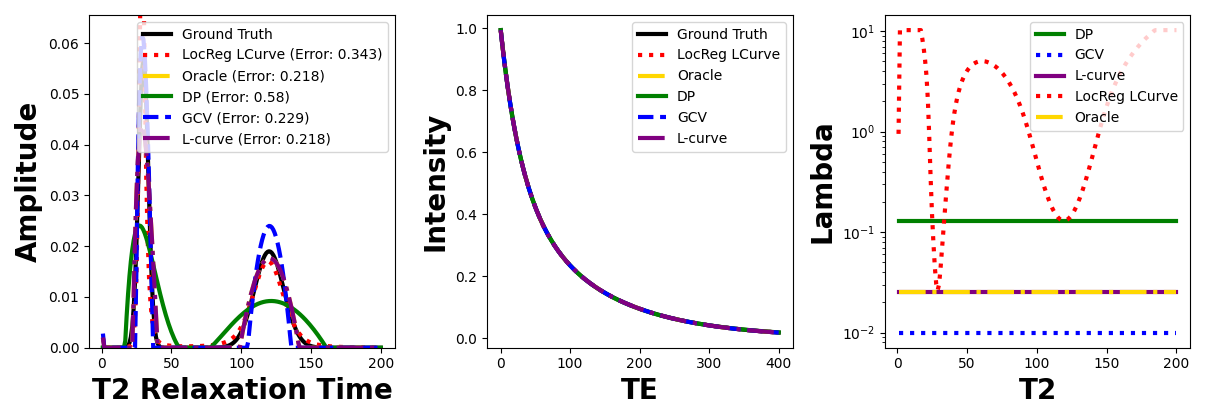 Amplitude
0.06
0.05
0.04
0.03
0.02
0.01
0.00
0
50
100
150
200
T2 Relaxation Time
Ground Truth
LocReg LCurve (Error: 0.343)
Oracle (Error: 0.218)
DP (Error: 0.58)
GCV (Error: 0.229)
L-curve (Error: 0.218)
Intensity
1.0
0.8
0.6
0.4
0.2
0.0
0
100
200
300
400
TE
Ground Truth
LocReg LCurve
Oracle
DP
GCV
L-curve
Lambda
10¹
10⁰
10⁻¹
10⁻²
0
50
100
150
200
T2
DP
GCV
L-curve
LocReg LCurve
Oracle